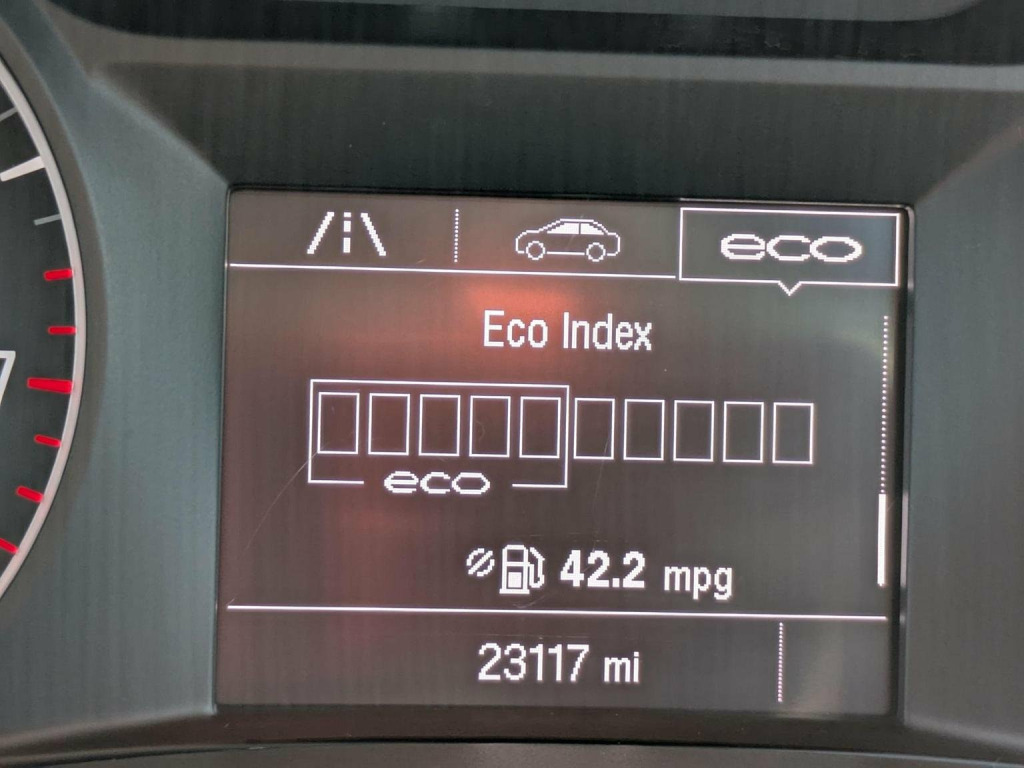 eco
Eco Index
eco
42.2 mpg
23117 mi